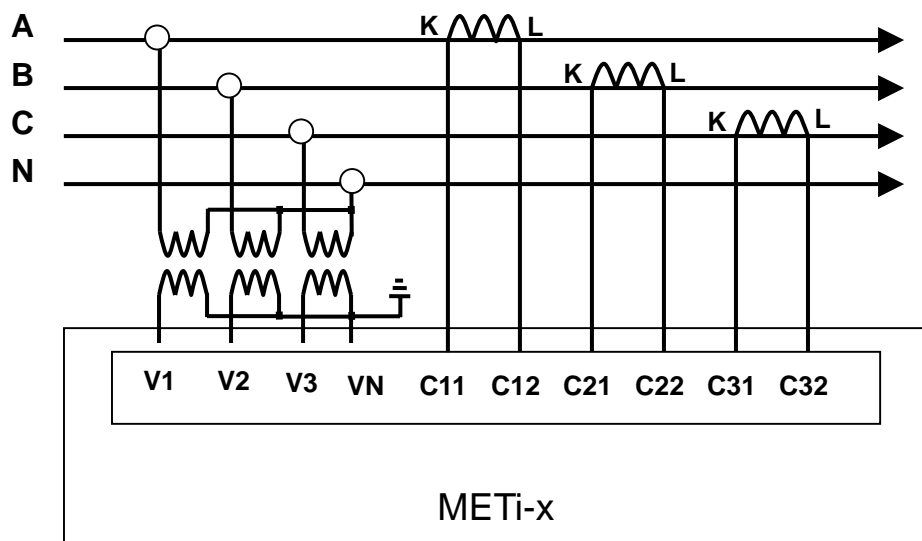 A K L
B K L
C K L
N
V1 V2 V3 VN C11 C12 C21 C22 C31 C32
METi-x